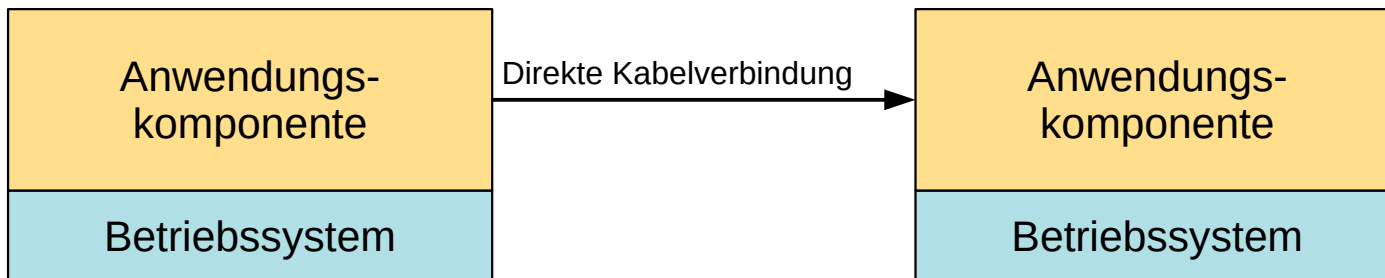 Anwendungs-
komponente
Betriebssystem
Direkte Kabelverbindung
Anwendungs-
komponente
Betriebssystem